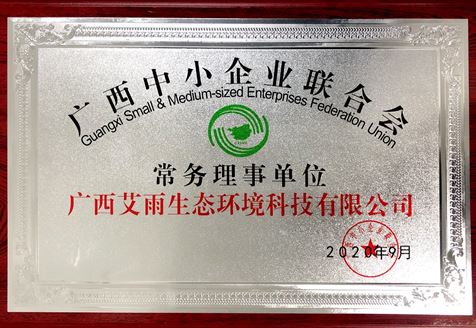 广西中小企业联合会
Guangxi Small & Medium-sized Enterprises Federation Union
常务理事单位
广西艾雨生态环境科技有限公司
2020年9月